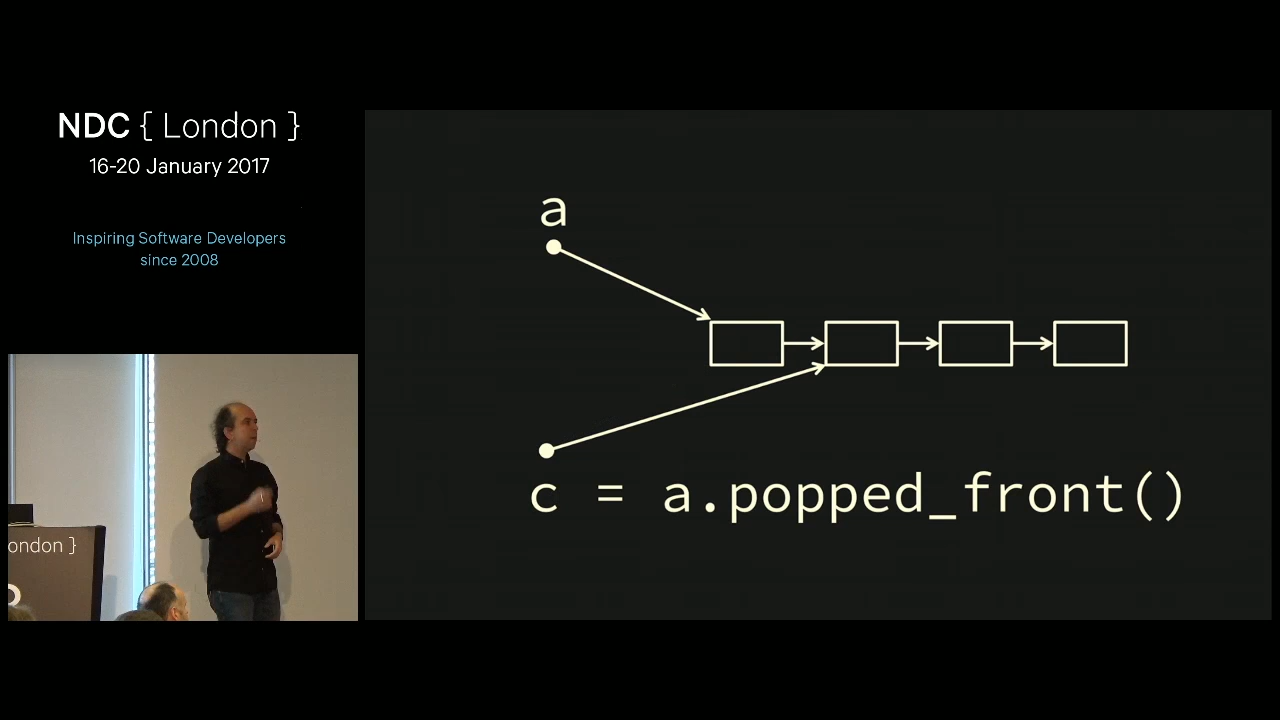 NDC { London }
16-20 January 2017
Inspiring Software Developers
since 2008
a
c = a.popped_front()
ondon }